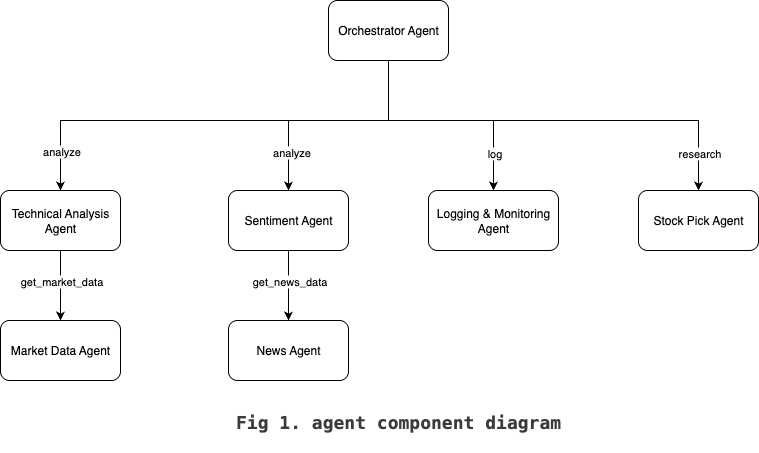 Orchestrator Agent
analyze
analyze
log
research
Technical Analysis
Agent
Sentiment Agent
Logging & Monitoring
Agent
Stock Pick Agent
get_market_data
get_news_data
Market Data Agent
News Agent
Fig 1. agent component diagram